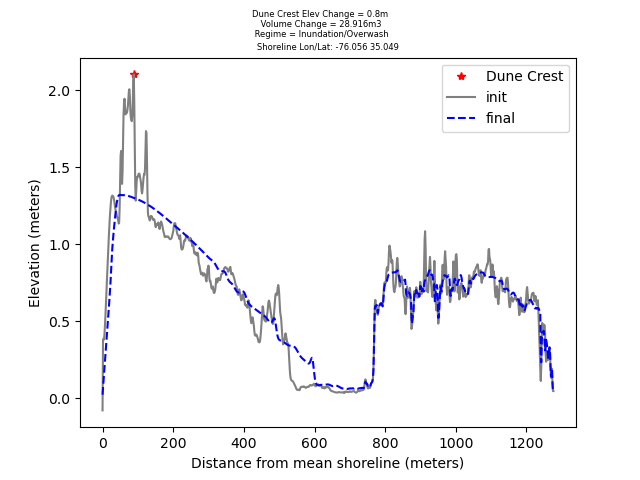 Dune Crest Elev Change = 0.8m
Volume Change = 28.916m3
Regime = Inundation/Overwash
Shoreline Lon/Lat: -76.056 35.049
Dune Crest
init
final
2.0
1.5
1.0
0.5
0.0
Elevation (meters)
0 200 400 600 800 1000 1200
Distance from mean shoreline (meters)